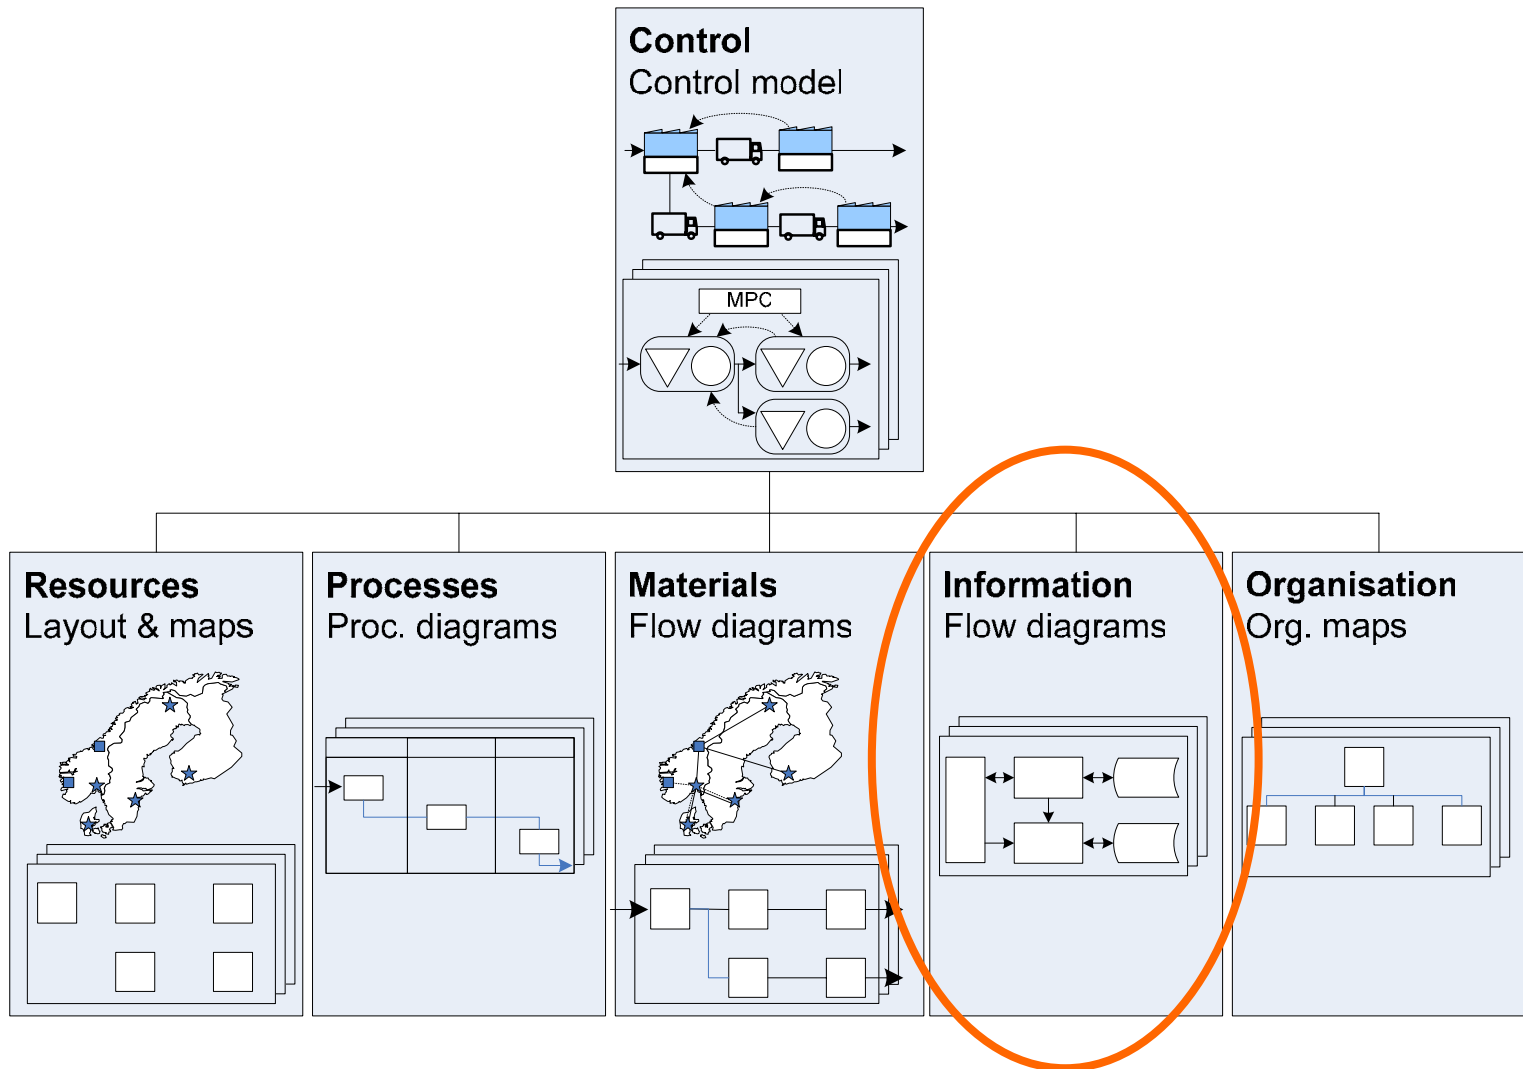 Control
Control model
MPC
Resources
Layout & maps
Processes
Proc. diagrams
Materials
Flow diagrams
Information
Flow diagrams
Organisation
Org. maps